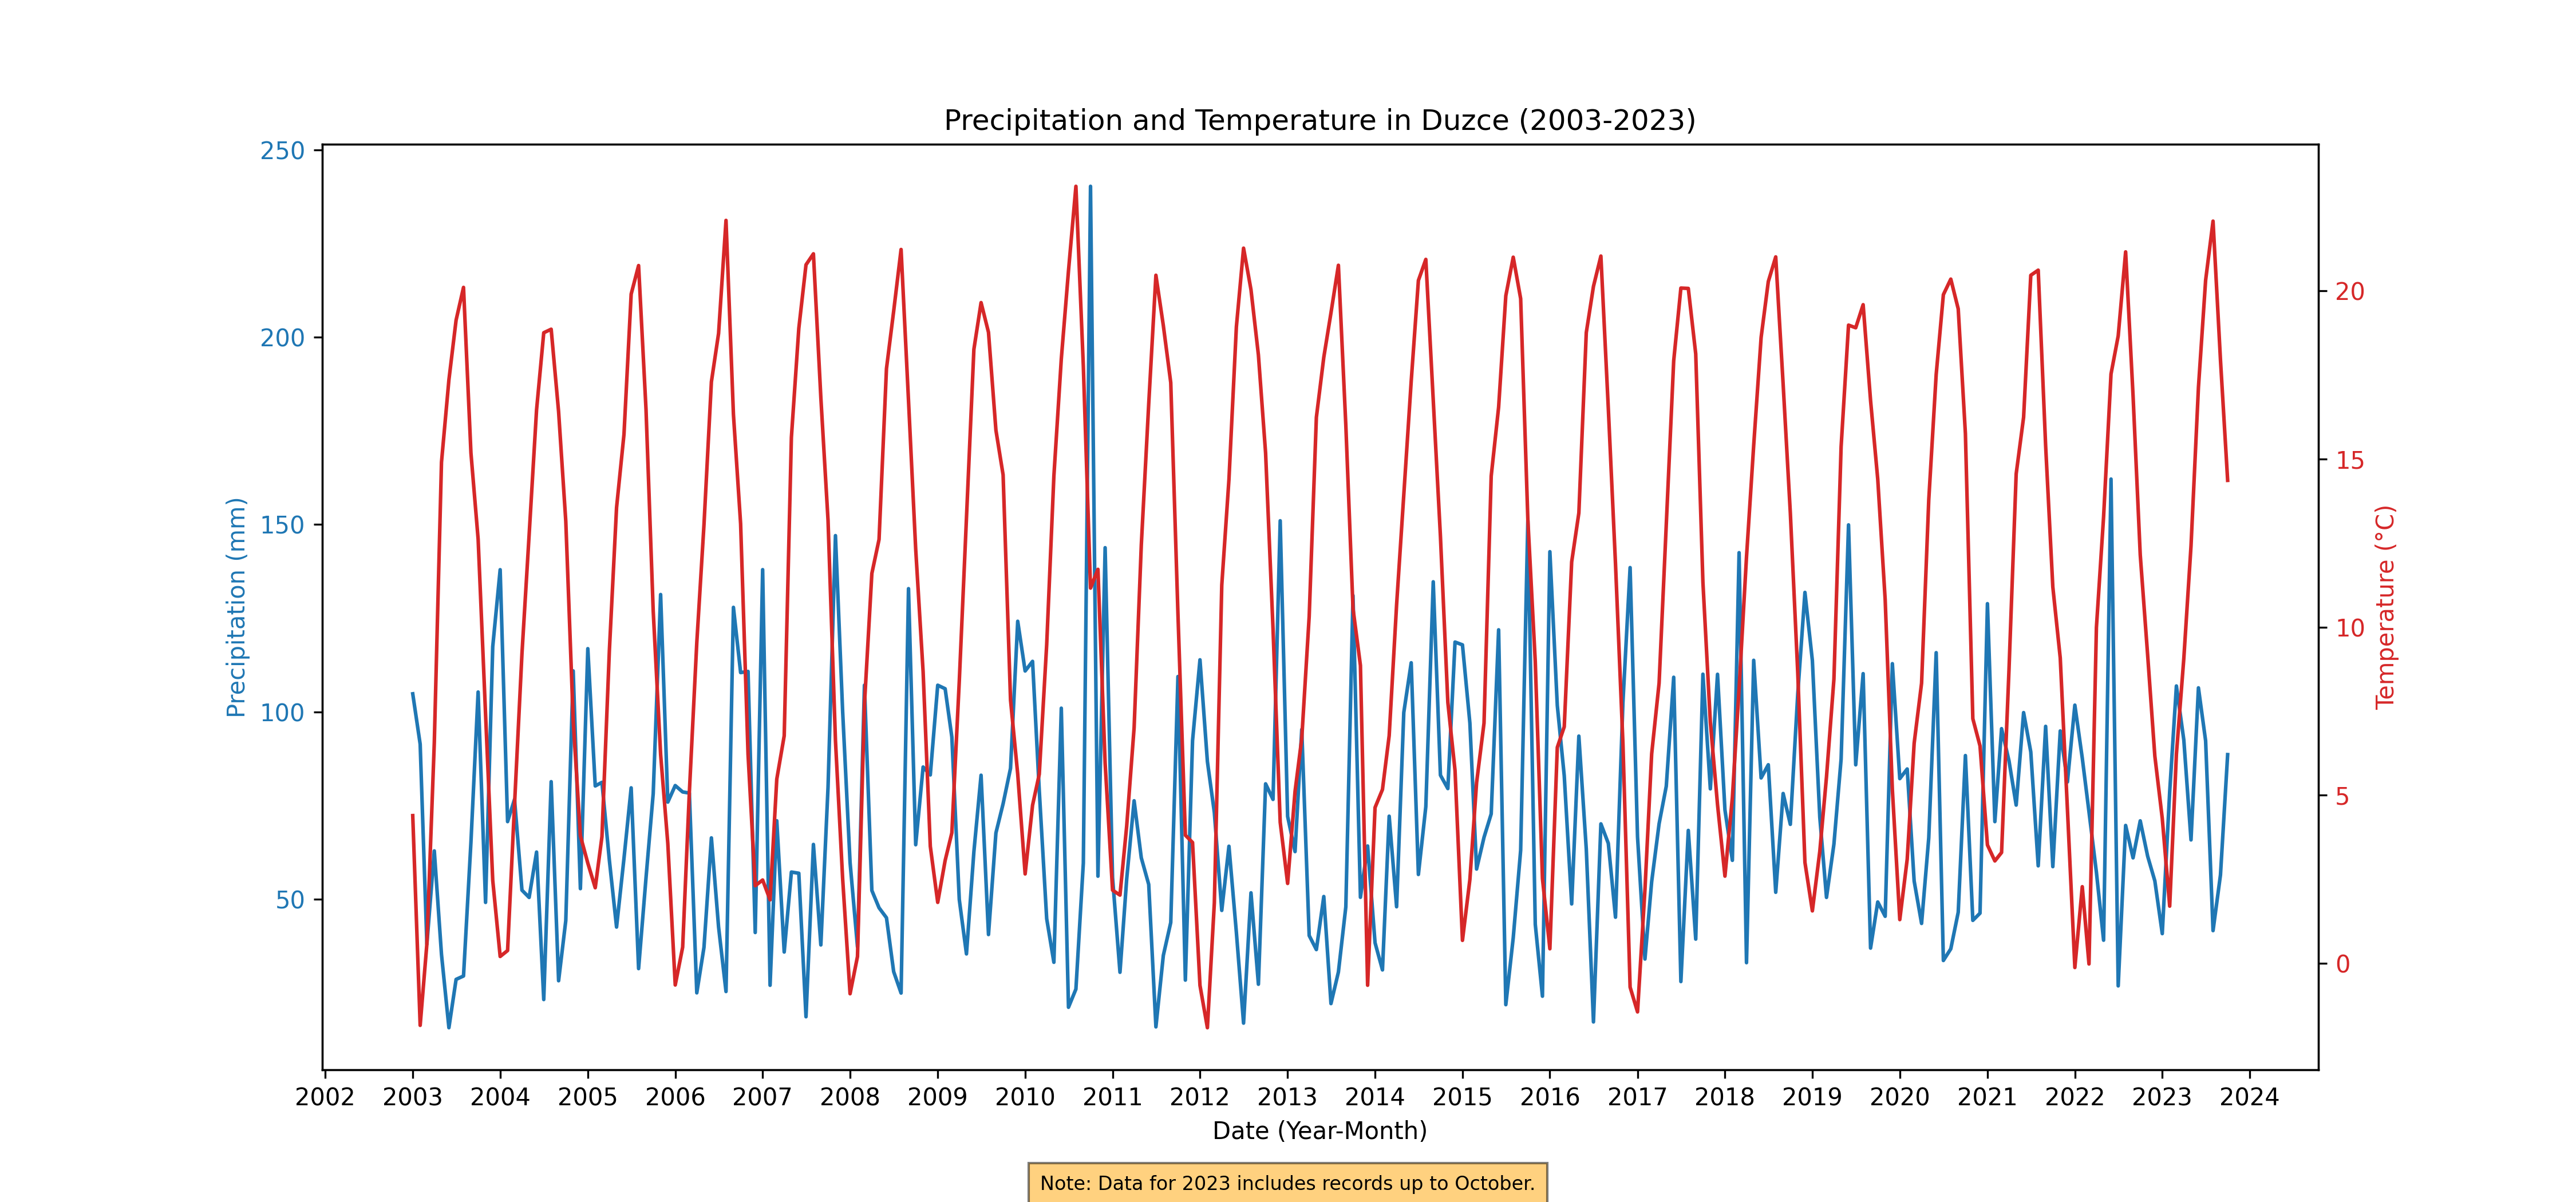 Precipitation and Temperature in Duzce (2003-2023)
250
200
150
100
50
Precipitation (mm)
20
15
10
5
0
Temperature (°C)
2002 2003 2004 2005 2006 2007 2008 2009 2010 2011 2012 2013 2014 2015 2016 2017 2018 2019 2020 2021 2022 2023 2024
Date (Year-Month)
Note: Data for 2023 includes records up to October.